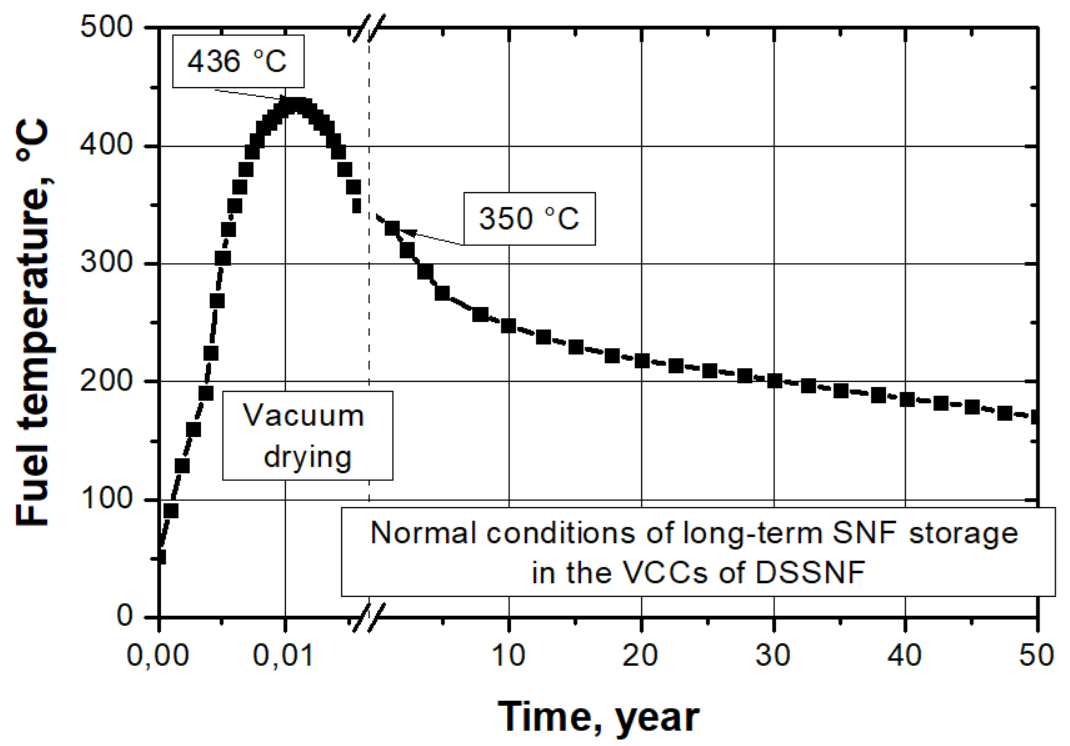 500
400
300
200
100
0
Fuel temperature, °C
436 °C
350 °C
Vacuum
drying
Normal conditions of long-term SNF storage
in the VCCs of DSSNF
0,00
0,01
10
20
30
40
50
Time, year